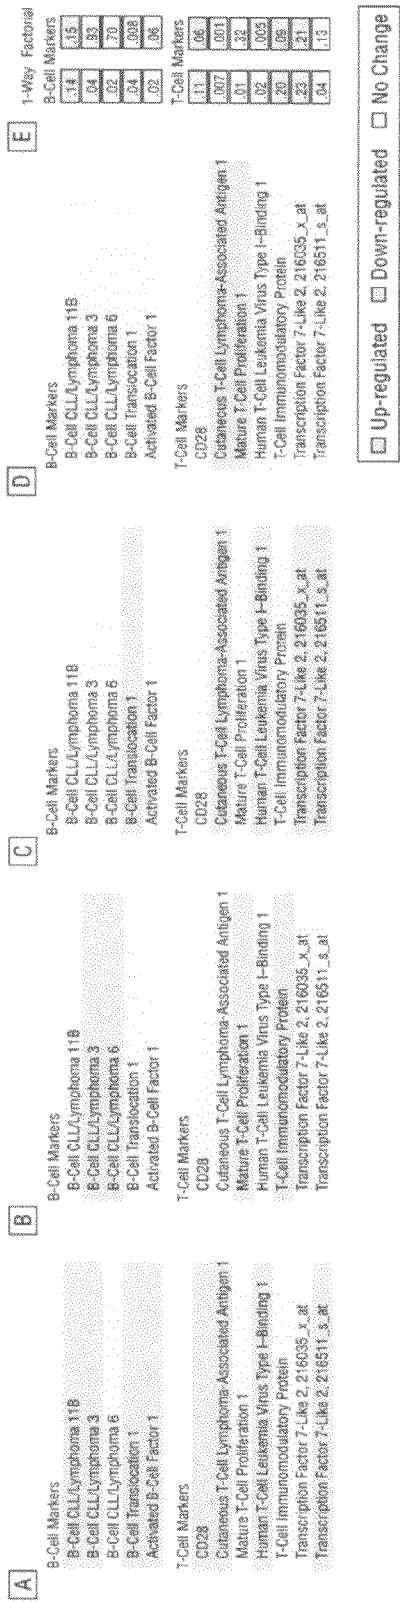 A
B-Cell Markers
B-Cell CLL/Lymphoma 11B
B-Cell CLL/Lymphoma 3
B-Cell CLL/Lymphoma 6
B-Cell Translocation 1
Activated B-Cell Factor 1
T-Cell Markers
CD28
Cutaneous T-Cell Lymphoma-Associated Antigen 1
Mature T-Cell Proliferation 1
Human T-Cell Leukemia Virus Type I–Binding 1
T-Cell Immunomodulatory Protein
Transcription Factor 7-Like 2, 216035_x_at
Transcription Factor 7-Like 2, 216511_s_at
B
B-Cell Markers
B-Cell CLL/Lymphoma 11B
B-Cell CLL/Lymphoma 3
B-Cell CLL/Lymphoma 6
B-Cell Translocation 1
Activated B-Cell Factor 1
T-Cell Markers
CD28
Cutaneous T-Cell Lymphoma-Associated Antigen 1
Mature T-Cell Proliferation 1
Human T-Cell Leukemia Virus Type I–Binding 1
T-Cell Immunomodulatory Protein
Transcription Factor 7-Like 2, 216035_x_at
Transcription Factor 7-Like 2, 216511_s_at
C
B-Cell Markers
B-Cell CLL/Lymphoma 11B
B-Cell CLL/Lymphoma 3
B-Cell CLL/Lymphoma 6
B-Cell Translocation 1
Activated B-Cell Factor 1
T-Cell Markers
CD28
Cutaneous T-Cell Lymphoma-Associated Antigen 1
Mature T-Cell Proliferation 1
Human T-Cell Leukemia Virus Type I–Binding 1
T-Cell Immunomodulatory Protein
Transcription Factor 7-Like 2, 216035_x_at
Transcription Factor 7-Like 2, 216511_s_at
D
B-Cell Markers
B-Cell CLL/Lymphoma 11B
B-Cell CLL/Lymphoma 3
B-Cell CLL/Lymphoma 6
B-Cell Translocation 1
Activated B-Cell Factor 1
T-Cell Markers
CD28
Cutaneous T-Cell Lymphoma-Associated Antigen 1
Mature T-Cell Proliferation 1
Human T-Cell Leukemia Virus Type I–Binding 1
T-Cell Immunomodulatory Protein
Transcription Factor 7-Like 2, 216035_x_at
Transcription Factor 7-Like 2, 216511_s_at
E
1-Way Factorial
B-Cell Markers
.14 .15
.04 .93
.02 .70
.04 .008
.02 .06
T-Cell Markers
.11 .06
.007 .001
.01 .32
.02 .005
.20 .09
.23 .21
.04 .13
Up-regulated Down-regulated No Change